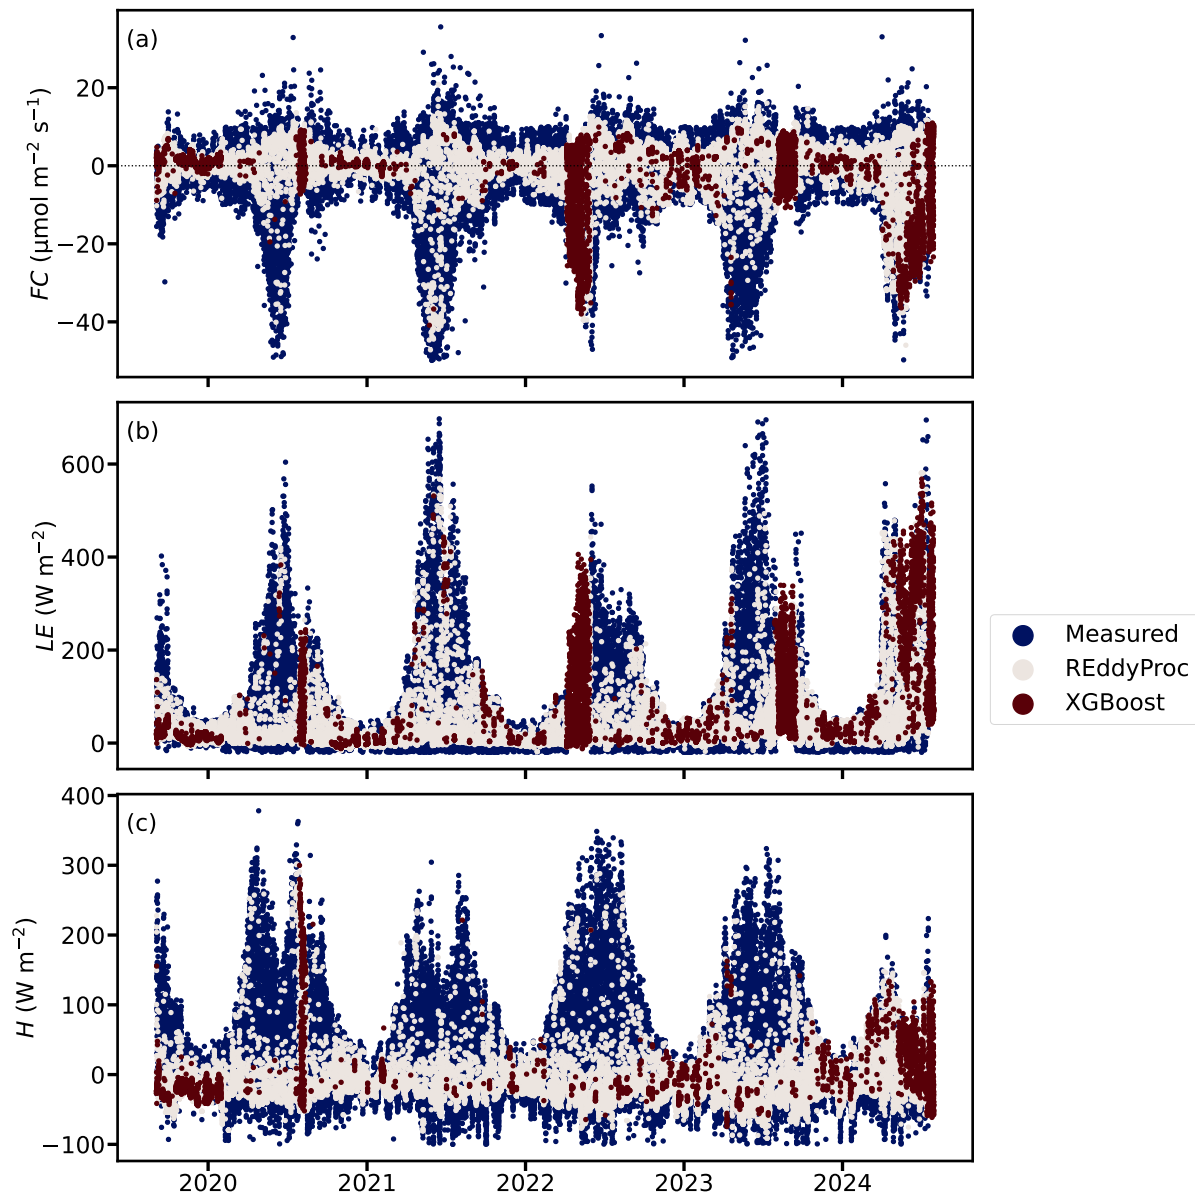 (a)
20
0
−20
−40
FC (μmol m⁻² s⁻¹)
(b)
600
400
200
0
LE (W m⁻²)
Measured
REddyProc
XGBoost
(c)
400
300
200
100
0
−100
H (W m⁻²)
2020 2021 2022 2023 2024